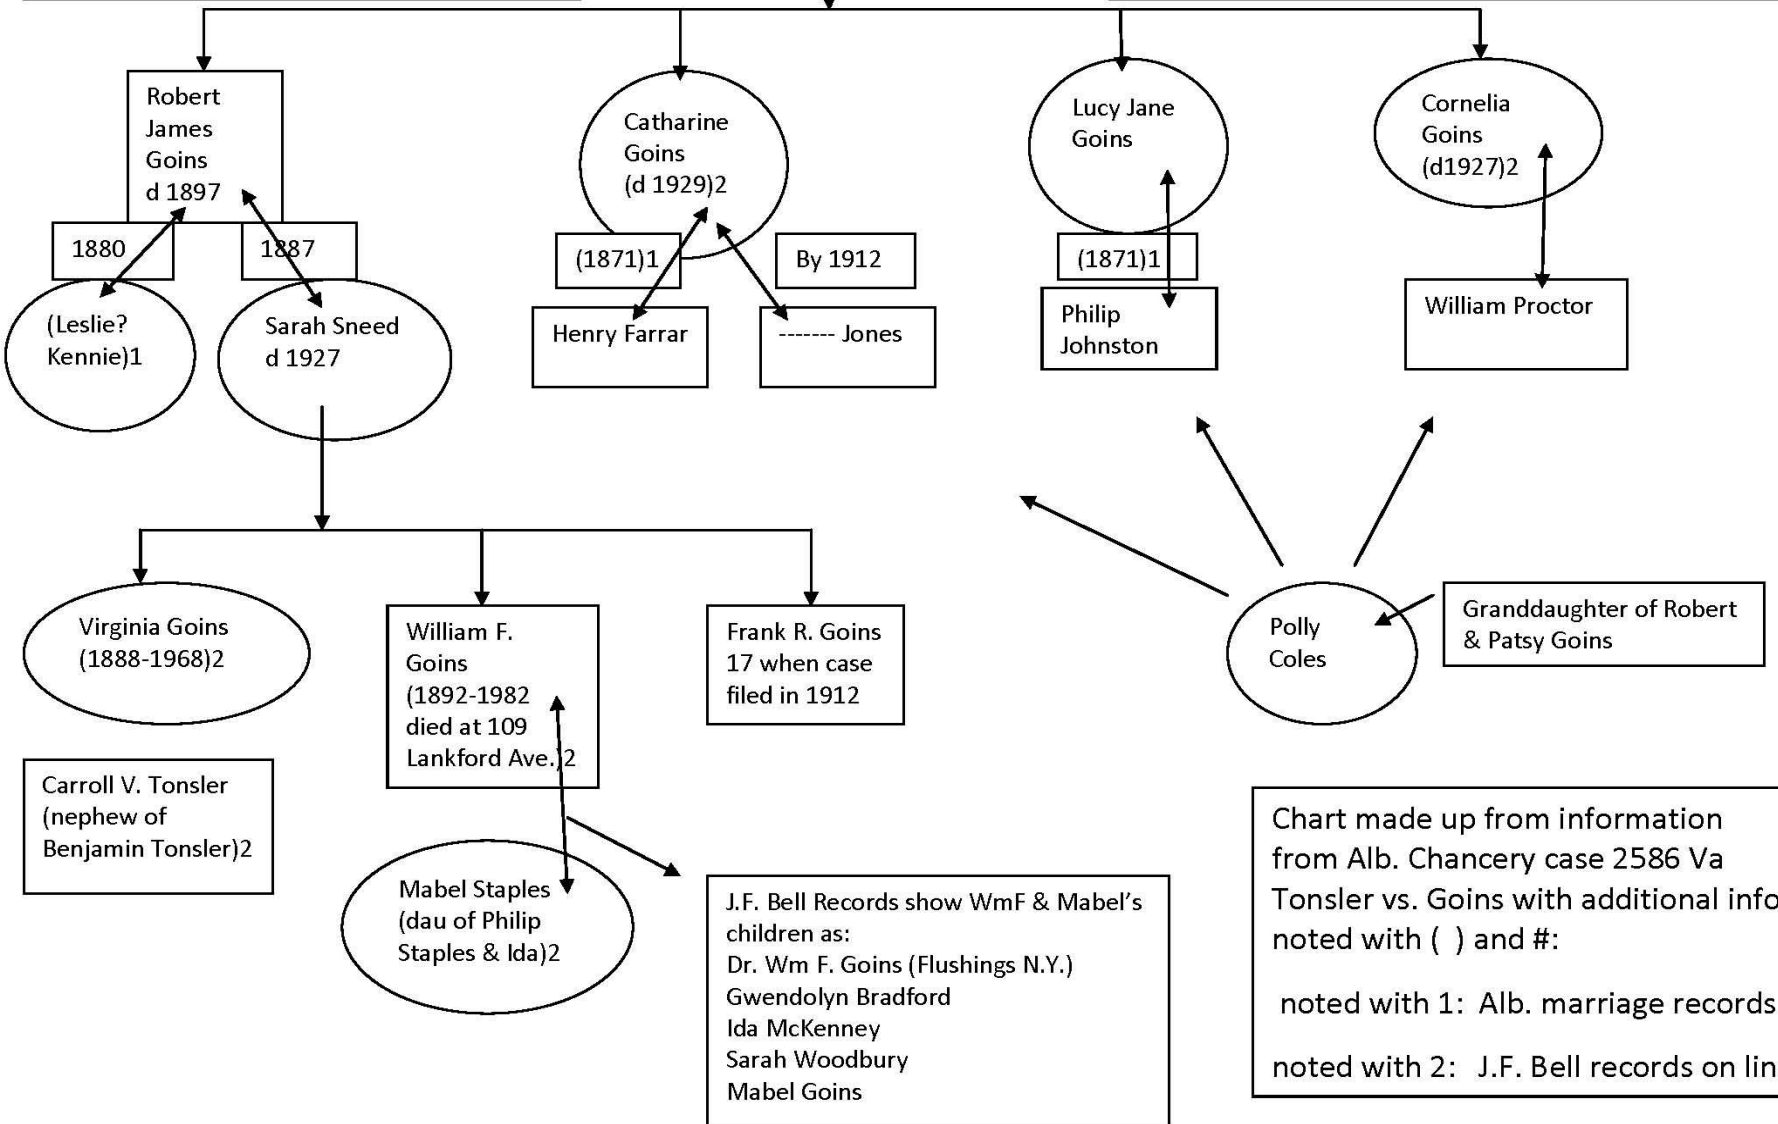 Robert
James
Goins
d 1897
Catharine
Goins
(d 1929)2
Lucy Jane
Goins
Cornelia
Goins
(d1927)2
1880
1887
(1871)1
By 1912
(1871)1
(Leslie?
Kennie)1
Sarah Sneed
d 1927
Henry Farrar
------- Jones
Philip
Johnston
William Proctor
Virginia Goins
(1888-1968)2
William F.
Goins
(1892-1982
died at 109
Lankford Ave.)2
Frank R. Goins
17 when case
filed in 1912
Polly
Coles
Granddaughter of Robert
& Patsy Goins
Carroll V. Tonsler
(nephew of
Benjamin Tonsler)2
Mabel Staples
(dau of Philip
Staples & Ida)2
J.F. Bell Records show WmF & Mabel's
children as:
Dr. Wm F. Goins (Flushings N.Y.)
Gwendolyn Bradford
Ida McKenney
Sarah Woodbury
Mabel Goins
Chart made up from information
from Alb. Chancery case 2586 Va
Tonsler vs. Goins with additional info
noted with ( ) and #:
noted with 1: Alb. marriage records
noted with 2: J.F. Bell records on lin